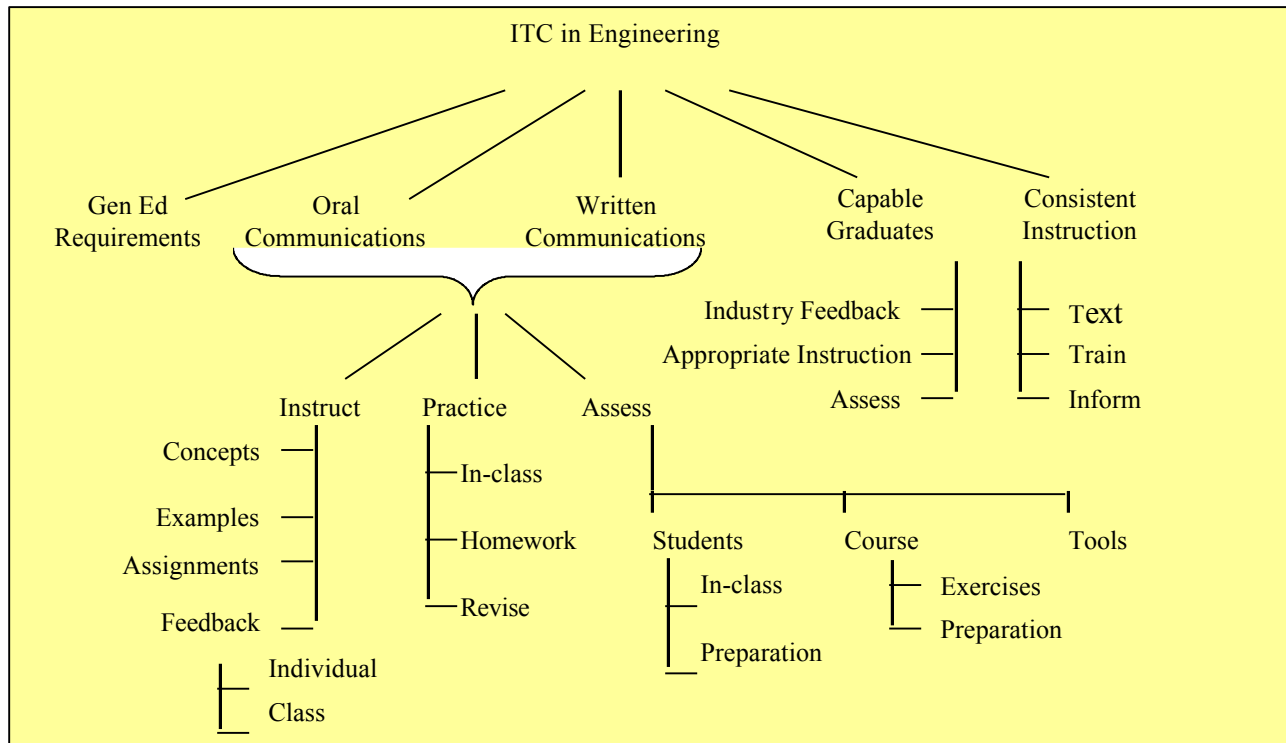 ITC in Engineering
Gen Ed
Requirements
Oral
Communications
Written
Communications
Capable
Graduates
Consistent
Instruction
Industry Feedback
Appropriate Instruction
Assess
Text
Train
Inform
Instruct
Practice
Assess
Concepts
Examples
Assignments
Feedback
Individual
Class
In-class
Homework
Revise
Students
Course
Tools
In-class
Preparation
Exercises
Preparation